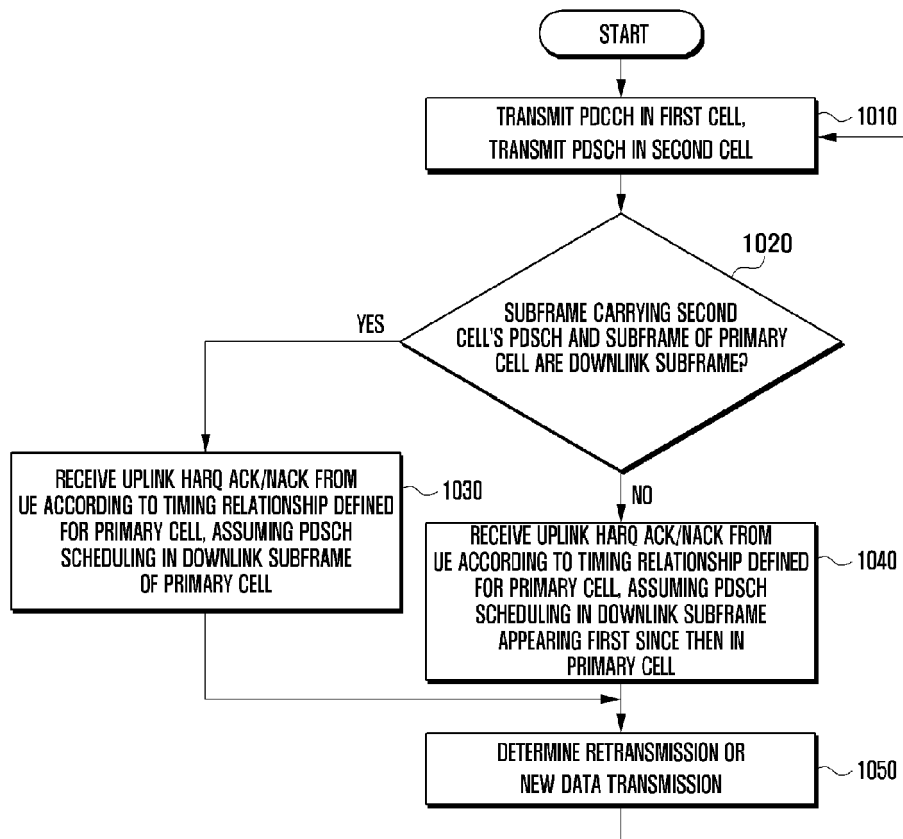 START
TRANSMIT PDCCH IN FIRST CELL,
TRANSMIT PDSCH IN SECOND CELL
1010
1020
SUBFRAME CARRYING SECOND
CELL'S PDSCH AND SUBFRAME OF PRIMARY
CELL ARE DOWNLINK SUBFRAME?
YES
RECEIVE UPLINK HARQ ACK/NACK FROM
UE ACCORDING TO TIMING RELATIONSHIP DEFINED
FOR PRIMARY CELL, ASSUMING PDSCH
SCHEDULING IN DOWNLINK SUBFRAME
OF PRIMARY CELL
1030
NO
RECEIVE UPLINK HARQ ACK/NACK FROM
UE ACCORDING TO TIMING RELATIONSHIP DEFINED
FOR PRIMARY CELL, ASSUMING PDSCH
SCHEDULING IN DOWNLINK SUBFRAME
APPEARING FIRST SINCE THEN IN
PRIMARY CELL
1040
DETERMINE RETRANSMISSION OR
NEW DATA TRANSMISSION
1050